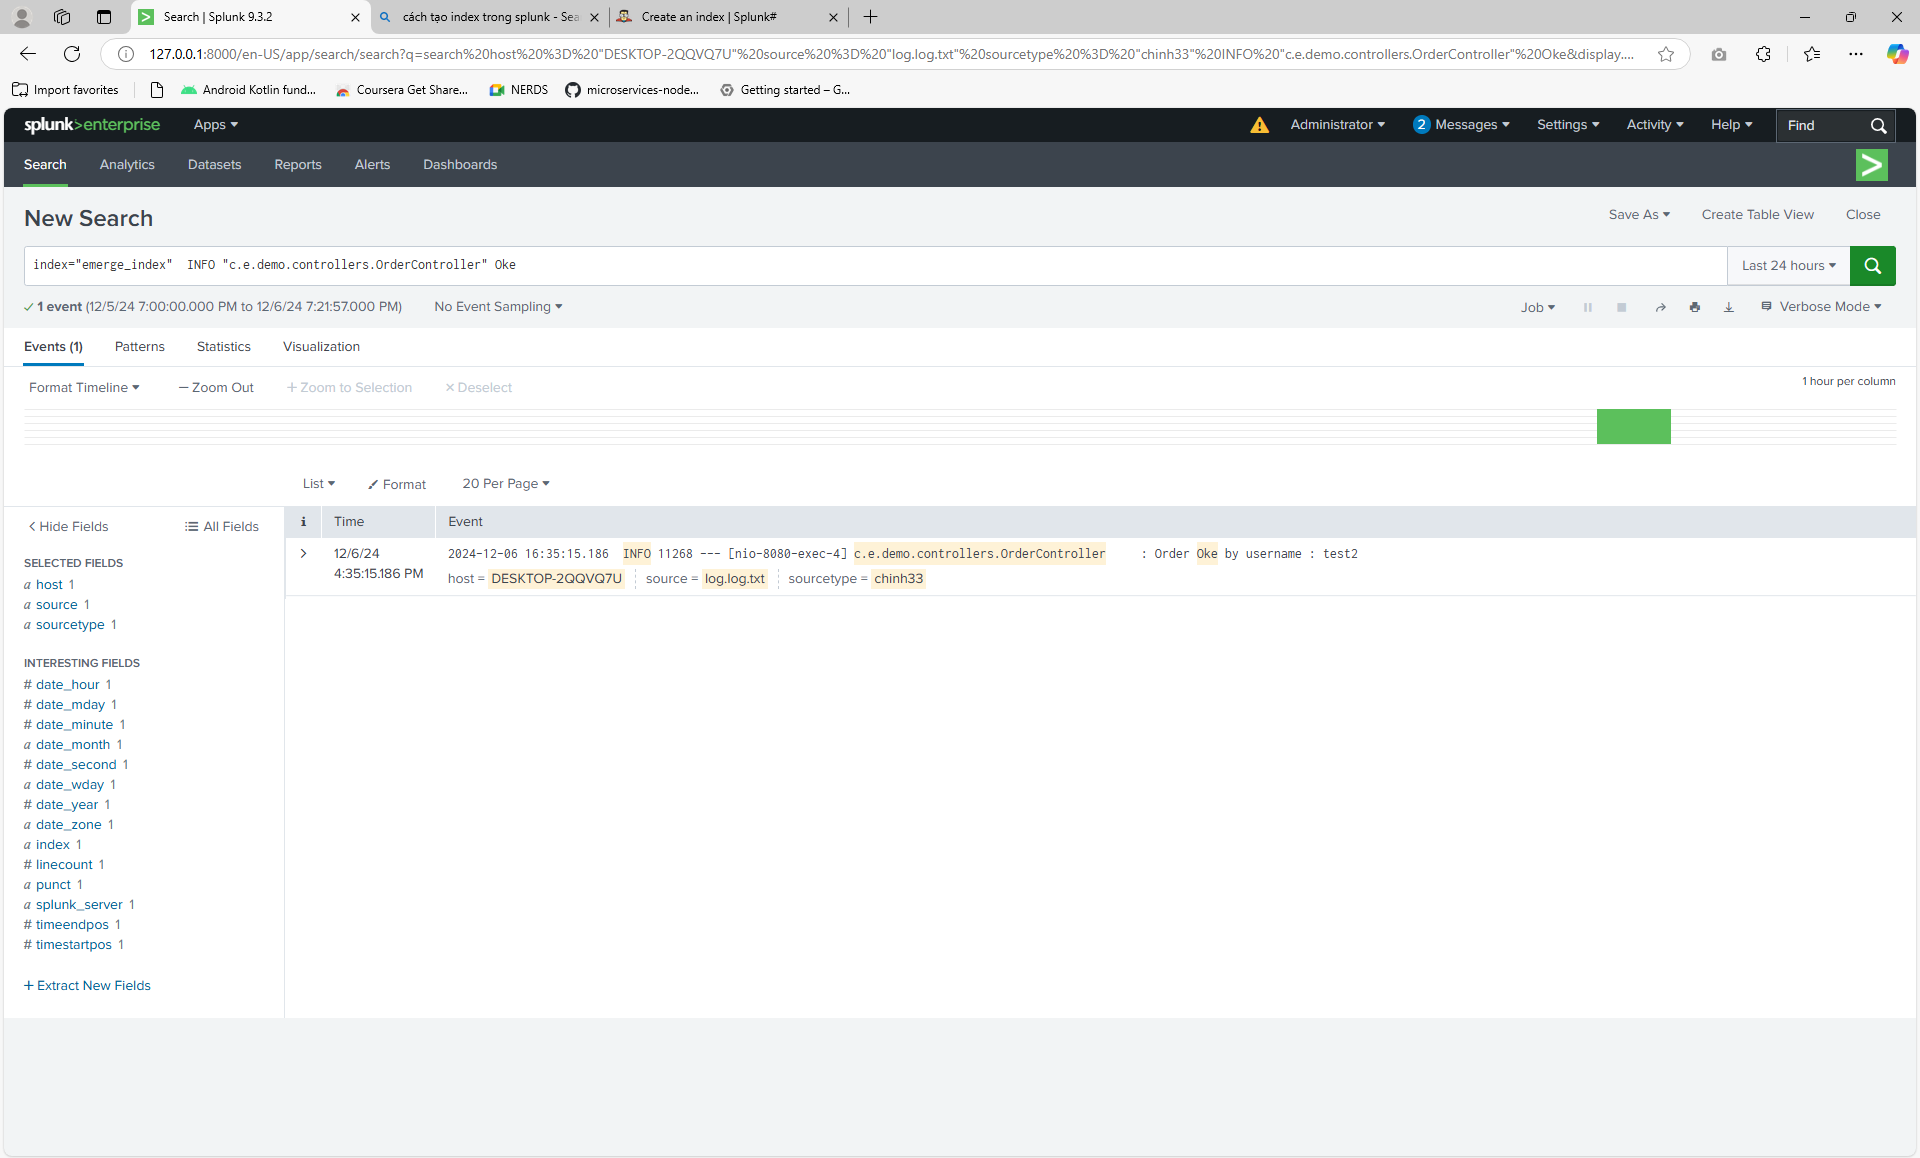 Search | Splunk 9.3.2
cách tạo index trong splunk - Sea
Create an index | Splunk#
127.0.0.1:8000/en-US/app/search/search?q=search%20host%20%3D%20"DESKTOP-2QQVQ7U"%20source%20%3D%20"log.log.txt"%20sourcetype%20%3D%20"chinh33"%20INFO%20"c.e.demo.controllers.OrderController"%20Oke&display....
Import favorites
Android Kotlin fund...
Coursera Get Share...
NERDS
microservices-node...
Getting started – G...
splunk>enterprise
Apps
Administrator
2 Messages
Settings
Activity
Help
Find
Search
Analytics
Datasets
Reports
Alerts
Dashboards
New Search
Save As
Create Table View
Close
index="emerge_index"  INFO "c.e.demo.controllers.OrderController" Oke
Last 24 hours
✓ 1 event (12/5/24 7:00:00.000 PM to 12/6/24 7:21:57.000 PM)
No Event Sampling
Job
Verbose Mode
Events (1)
Patterns
Statistics
Visualization
Format Timeline
— Zoom Out
+ Zoom to Selection
× Deselect
1 hour per column
List
Format
20 Per Page
< Hide Fields
All Fields
i
Time
Event
SELECTED FIELDS
a host 1
a source 1
a sourcetype 1
INTERESTING FIELDS
# date_hour 1
# date_mday 1
# date_minute 1
a date_month 1
# date_second 1
a date_wday 1
# date_year 1
a date_zone 1
a index 1
# linecount 1
a punct 1
a splunk_server 1
# timeendpos 1
# timestartpos 1
+ Extract New Fields
>
12/6/24
4:35:15.186 PM
2024-12-06 16:35:15.186  INFO 11268 --- [nio-8080-exec-4] c.e.demo.controllers.OrderController     : Order Oke by username : test2
host = DESKTOP-2QQVQ7U
source = log.log.txt
sourcetype = chinh33